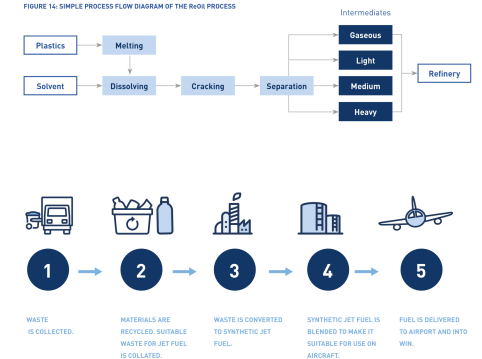 FIGURE 14: SIMPLE PROCESS FLOW DIAGRAM OF THE ReOil PROCESS
Intermediates
Plastics
Melting
Gaseous
Light
Refinery
Solvent
Dissolving
Cracking
Separation
Medium
Heavy
1
2
3
4
5
WASTE
IS COLLECTED.
MATERIALS ARE
RECYCLED. SUITABLE
WASTE FOR JET FUEL
IS COLLATED.
WASTE IS CONVERTED
TO SYNTHETIC JET
FUEL.
SYNTHETIC JET FUEL IS
BLENDED TO MAKE IT
SUITABLE FOR USE ON
AIRCRAFT.
FUEL IS DELIVERED
TO AIRPORT AND INTO
WIN.